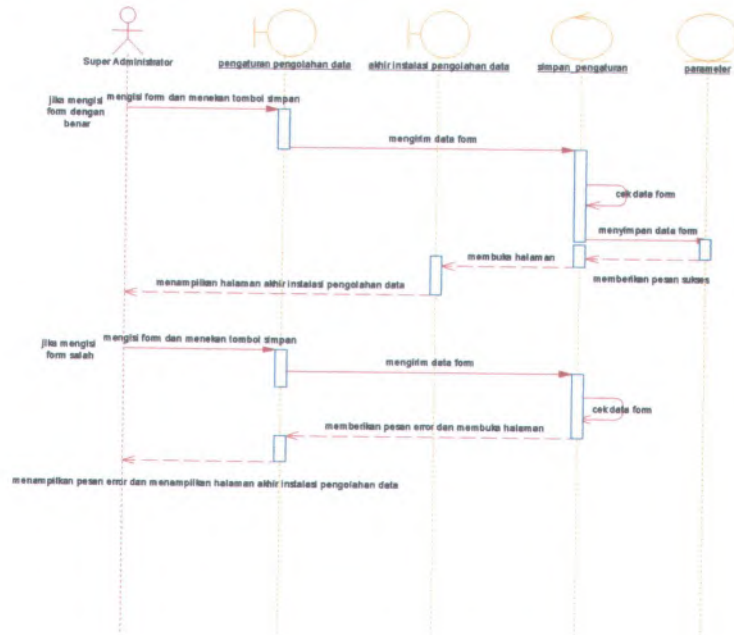 Super Administrator
pengaturan pengolahan data
akhir instalasi pengolahan data
simpan_pengaturan
parameter
jika mengisi
form dengan
benar
mengisi form dan menekan tombol simpan
mengirim data form
cek data form
menyimpan data form
memberikan pesan sukses
membuka halaman
menampilkan halaman akhir instalasi pengolahan data
jika mengisi
form salah
mengisi form dan menekan tombol simpan
mengirim data form
cek data form
memberikan pesan error dan membuka halaman
menampilkan pesan error dan menampilkan halaman akhir instalasi pengolahan data